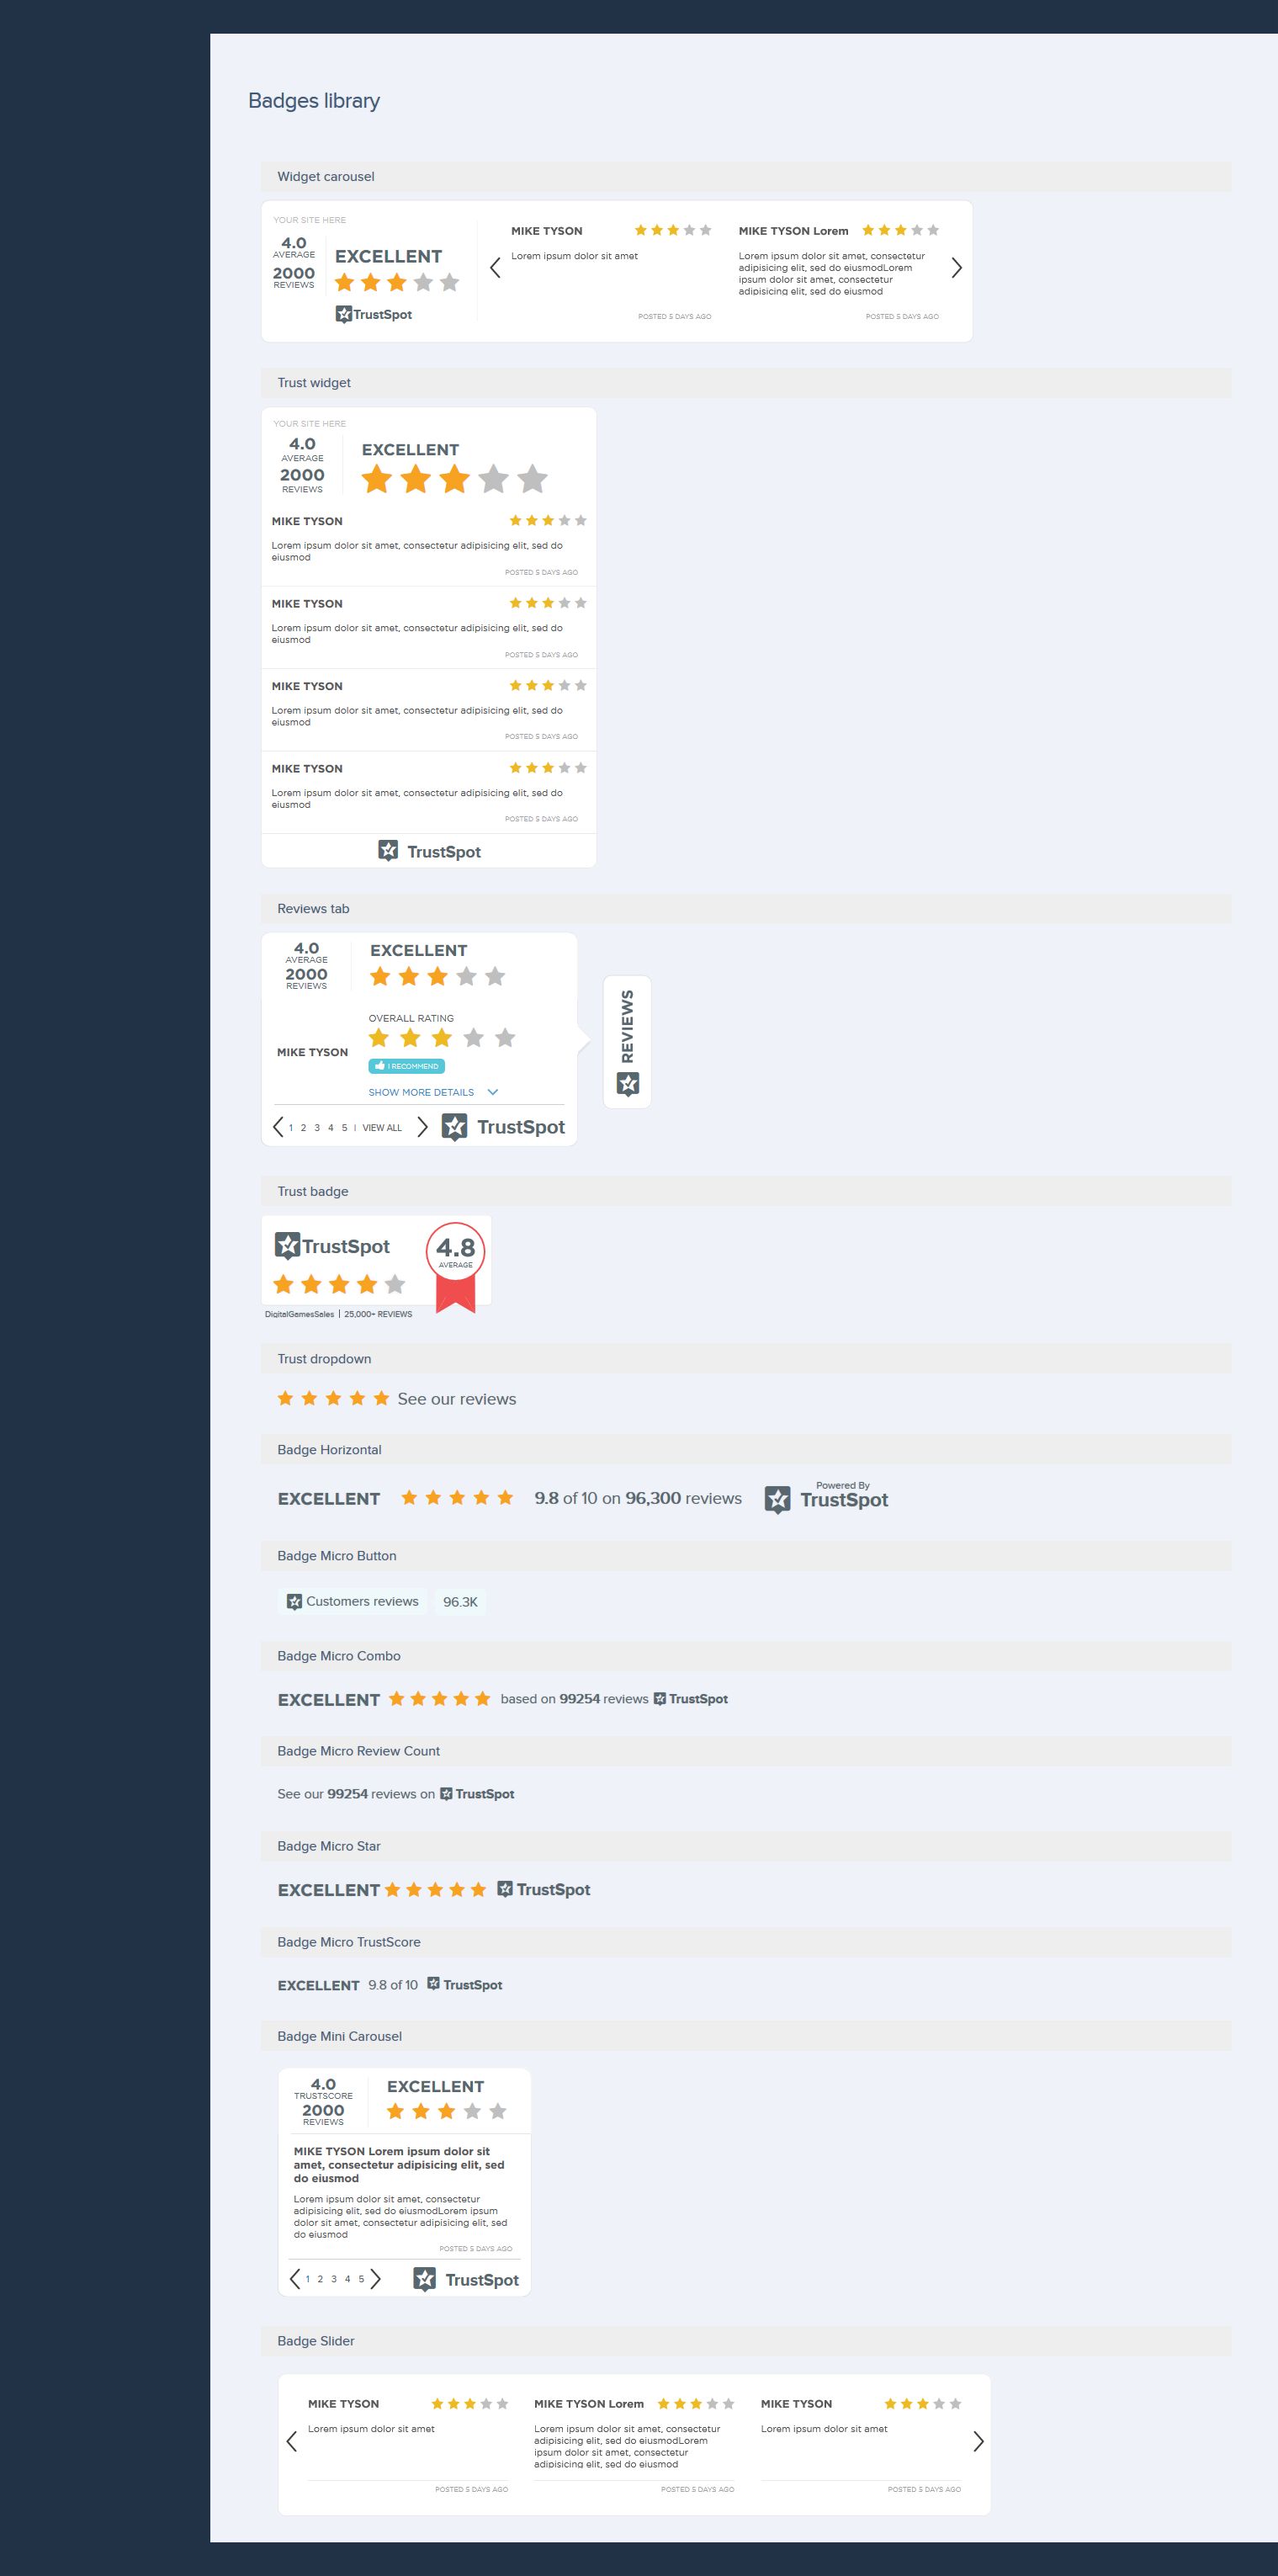 Badges library
Widget carousel
YOUR SITE HERE
4.0
AVERAGE
2000
REVIEWS
EXCELLENT
TrustSpot
MIKE TYSON
Lorem ipsum dolor sit amet
POSTED 5 DAYS AGO
MIKE TYSON Lorem
Lorem ipsum dolor sit amet, consectetur
adipisicing elit, sed do eiusmodLorem
ipsum dolor sit amet, consectetur
adipisicing elit, sed do eiusmod
POSTED 5 DAYS AGO
Trust widget
YOUR SITE HERE
4.0
AVERAGE
2000
REVIEWS
EXCELLENT
MIKE TYSON
Lorem ipsum dolor sit amet, consectetur adipisicing elit, sed do
eiusmod
POSTED 5 DAYS AGO
MIKE TYSON
Lorem ipsum dolor sit amet, consectetur adipisicing elit, sed do
eiusmod
POSTED 5 DAYS AGO
MIKE TYSON
Lorem ipsum dolor sit amet, consectetur adipisicing elit, sed do
eiusmod
POSTED 5 DAYS AGO
MIKE TYSON
Lorem ipsum dolor sit amet, consectetur adipisicing elit, sed do
eiusmod
POSTED 5 DAYS AGO
TrustSpot
Reviews tab
4.0
AVERAGE
2000
REVIEWS
EXCELLENT
MIKE TYSON
OVERALL RATING
I RECOMMEND
SHOW MORE DETAILS
1 2 3 4 5 | VIEW ALL
TrustSpot
REVIEWS
Trust badge
TrustSpot
4.8
AVERAGE
DigitalGamesSales | 25,000+ REVIEWS
Trust dropdown
See our reviews
Badge Horizontal
EXCELLENT 9.8 of 10 on 96,300 reviews
Powered By
TrustSpot
Badge Micro Button
Customers reviews 96.3K
Badge Micro Combo
EXCELLENT based on 99254 reviews TrustSpot
Badge Micro Review Count
See our 99254 reviews on TrustSpot
Badge Micro Star
EXCELLENT TrustSpot
Badge Micro TrustScore
EXCELLENT 9.8 of 10 TrustSpot
Badge Mini Carousel
4.0
TRUSTSCORE
2000
REVIEWS
EXCELLENT
MIKE TYSON Lorem ipsum dolor sit
amet, consectetur adipisicing elit, sed
do eiusmod
Lorem ipsum dolor sit amet, consectetur
adipisicing elit, sed do eiusmodLorem ipsum
dolor sit amet, consectetur adipisicing elit, sed
do eiusmod
POSTED 5 DAYS AGO
1 2 3 4 5
TrustSpot
Badge Slider
MIKE TYSON
Lorem ipsum dolor sit amet
POSTED 5 DAYS AGO
MIKE TYSON Lorem
Lorem ipsum dolor sit amet, consectetur
adipisicing elit, sed do eiusmodLorem
ipsum dolor sit amet, consectetur
adipisicing elit, sed do eiusmod
POSTED 5 DAYS AGO
MIKE TYSON
Lorem ipsum dolor sit amet
POSTED 5 DAYS AGO